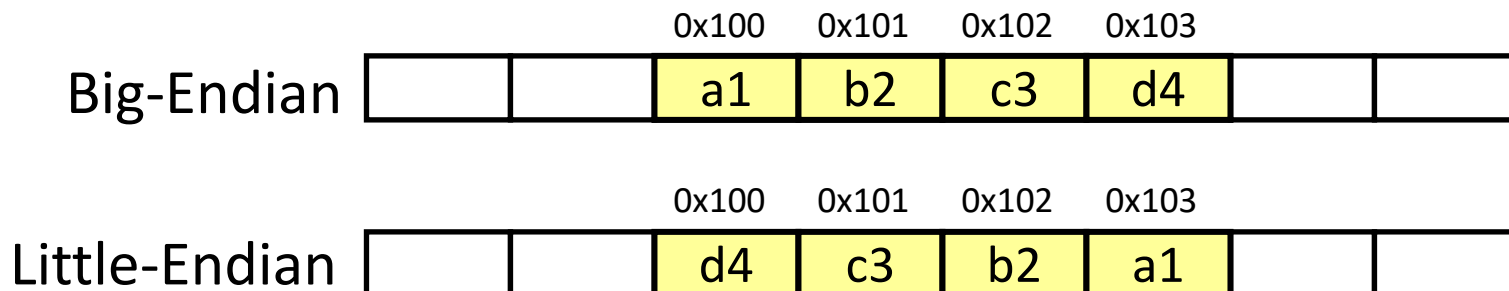 0x100 0x101 0x102 0x103
Big-Endian a1 b2 c3 d4
0x100 0x101 0x102 0x103
Little-Endian d4 c3 b2 a1